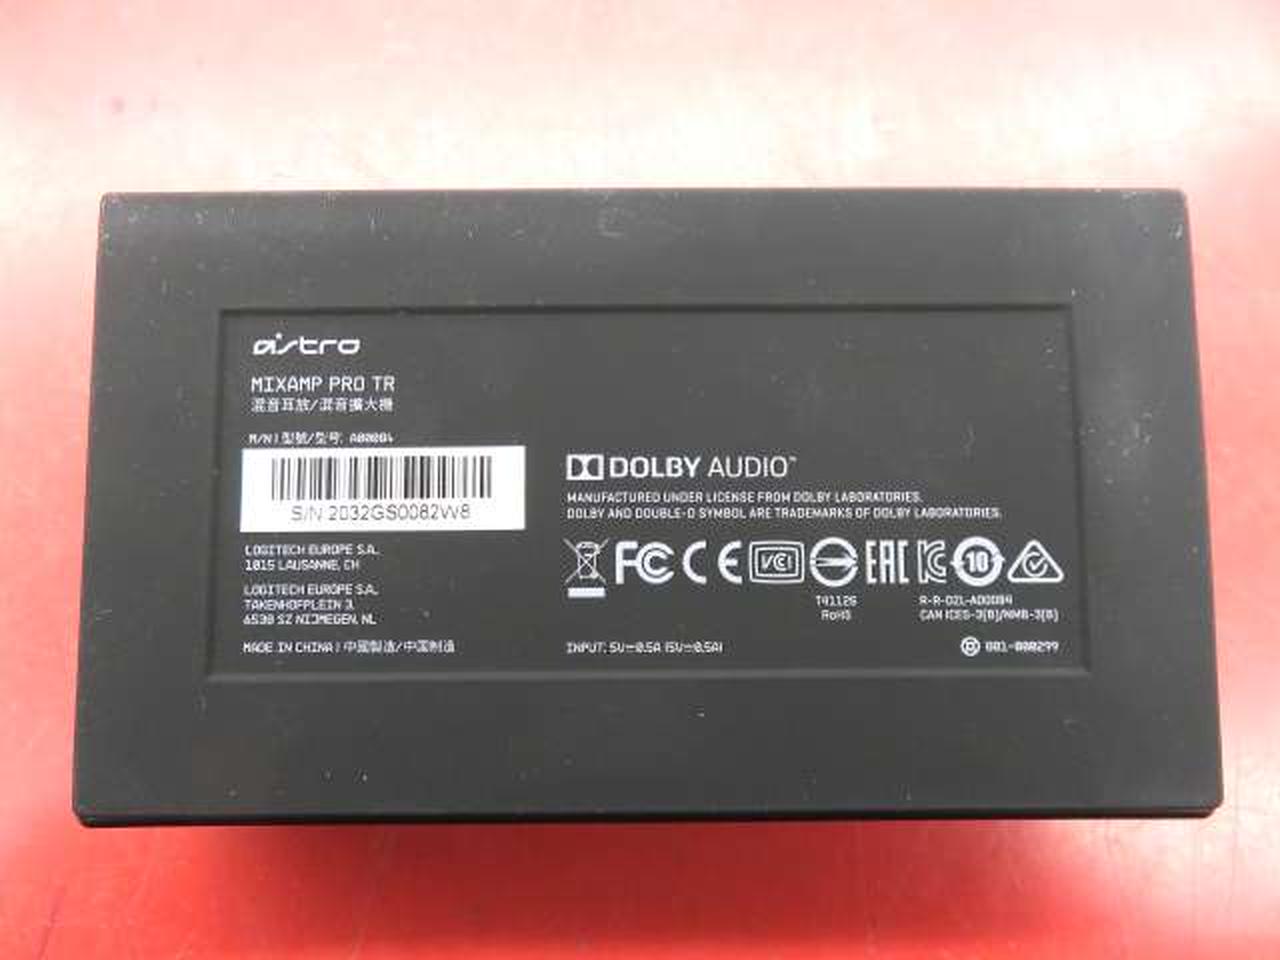 astro
MIXAMP PRO TR
混音耳放/混音擴大機
M/N | 型號/型号: A00084
S/N 2032GS0082W8
LOGITECH EUROPE S.A.
1015 LAUSANNE, CH
LOGITECH EUROPE S.A.
TAKENHOFPLEIN 3,
6538 SZ NIJMEGEN, NL
MADE IN CHINA | 中國製造/中国制造
DOLBY AUDIO™
MANUFACTURED UNDER LICENSE FROM DOLBY LABORATORIES.
DOLBY AND DOUBLE-D SYMBOL ARE TRADEMARKS OF DOLBY LABORATORIES.
FC CE VCI EAC 10
T41126
RoHS
R-R-02L-A00084
CAN ICES-3(B)/NMB-3(B)
INPUT: 5V⎓0.5A (5V⎓0.5A)
001-000299